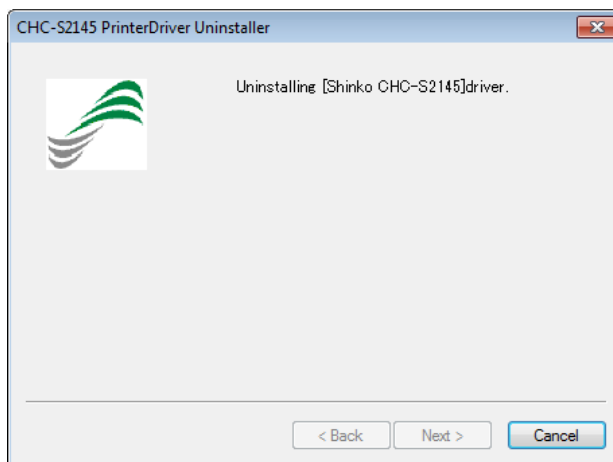 CHC-S2145 PrinterDriver Uninstaller
Uninstalling [Shinko CHC-S2145]driver.
< Back
Next >
Cancel